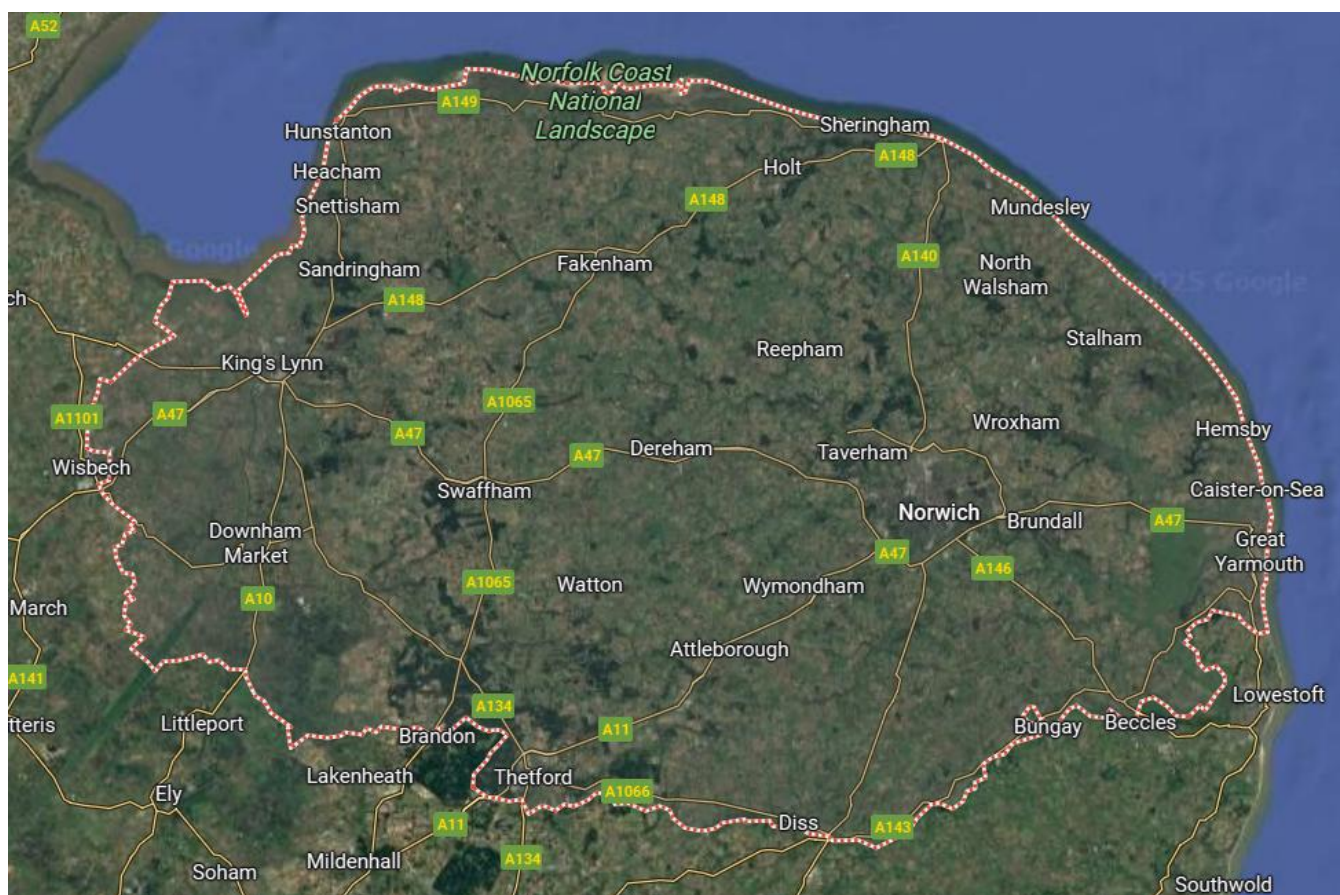 A52
Norfolk Coast
National
Landscape
A149
Hunstanton
Sheringham
A148
Holt
Heacham
A148
Snettisham
Mundesley
Google
A140
Sandringham
Fakenham
North
Walsham
2025 Google
A148
ch
Stalham
Reepham
King's Lynn
A1065
A1101
A47
A47
Wroxham
Hemsby
Dereham
Taverham
A47
Wisbech
Swaffham
Caister-on-Sea
Norwich
Brundall
A47
Downham
Market
Great
Yarmouth
A47
A146
A1065
Watton
Wymondham
A10
March
Attleborough
A141
Lowestoft
A134
tteris
Littleport
Brandon
A11
Bungay
Beccles
Lakenheath
Thetford
Ely
A1066
A11
Diss
A143
Mildenhall
A134
Soham
Southwold